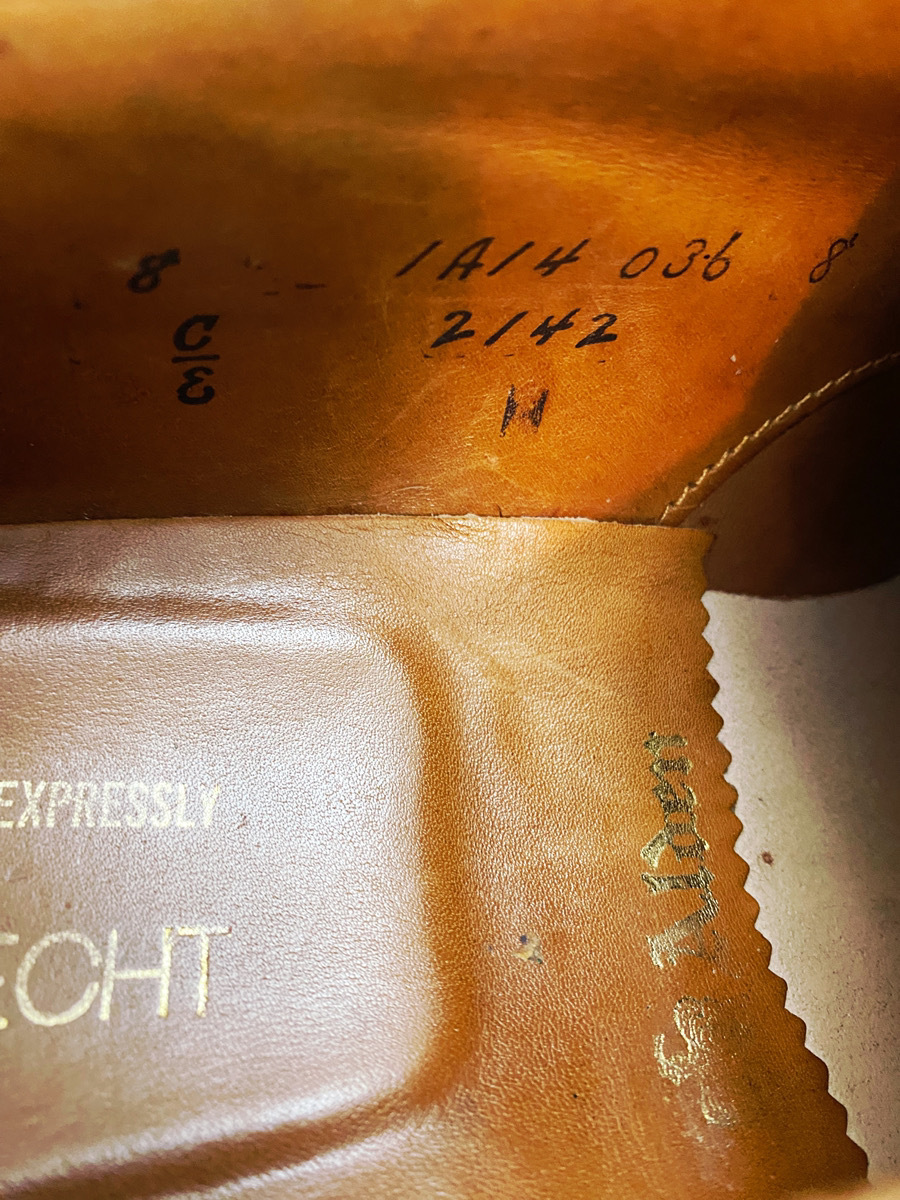 8 1A14 036 8
C/E 2142
H
EXPRESSLY
ECHT
Alden